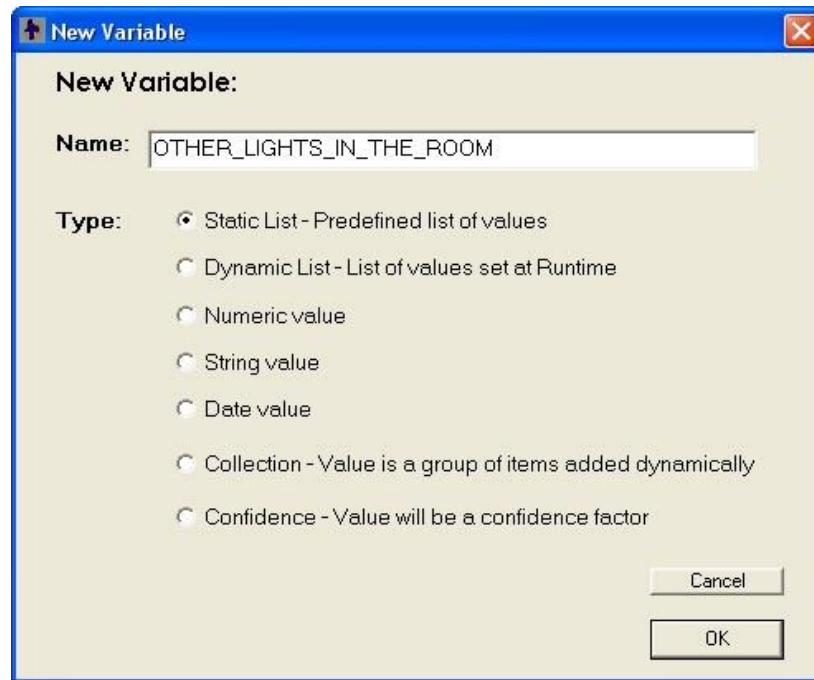 New Variable
New Variable:
Name: OTHER_LIGHTS_IN_THE_ROOM
Type: Static List - Predefined list of values
Dynamic List - List of values set at Runtime
Numeric value
String value
Date value
Collection - Value is a group of items added dynamically
Confidence - Value will be a confidence factor
Cancel
OK